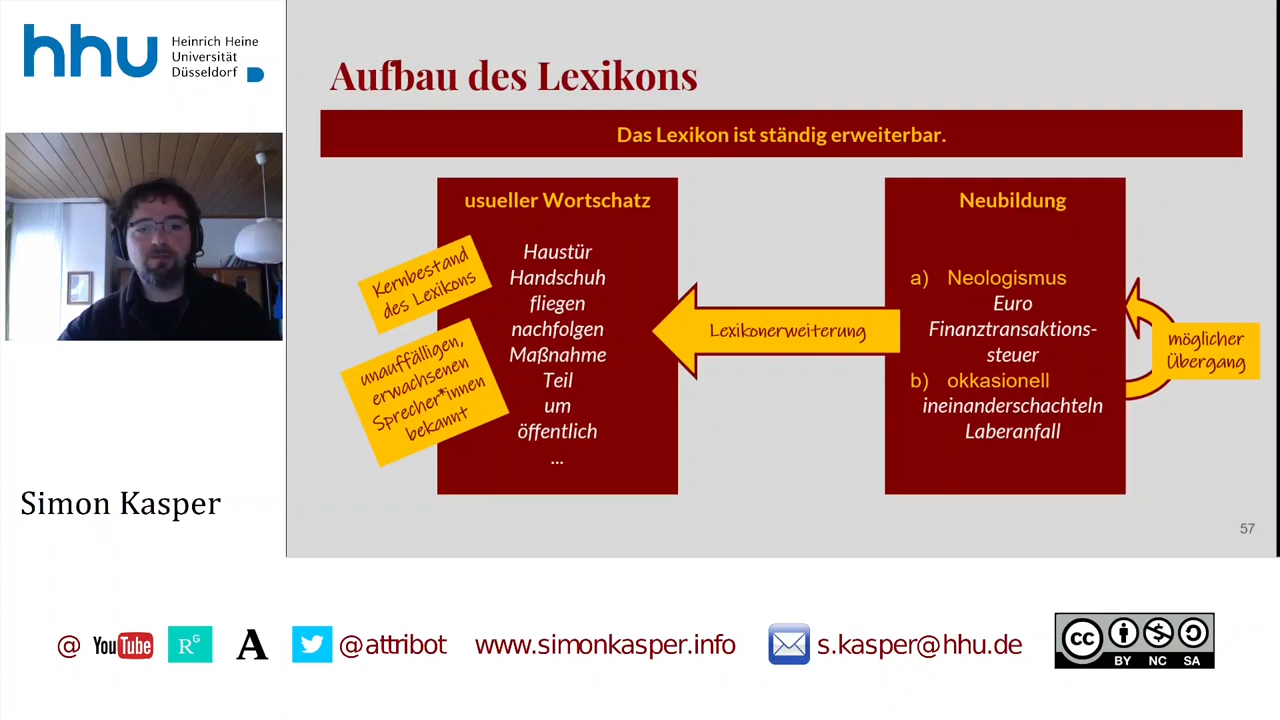 hhu
Heinrich Heine
Universität
Düsseldorf
Simon Kasper
Aufbau des Lexikons
Das Lexikon ist ständig erweiterbar.
usueller Wortschatz
Haustür
Handschuh
fliegen
nachfolgen
Maßnahme
Teil
um
öffentlich
...
Kernbestand
des Lexikons
unauffälligen,
erwachsenen
Sprecher*innen
bekannt
Lexikonerweiterung
Neubildung
a) Neologismus
Euro
Finanztransaktions-
steuer
b) okkasionell
ineinanderschachteln
Laberanfall
möglicher
Übergang
57
@ YouTube RG A @attribot www.simonkasper.info s.kasper@hhu.de
cc
BY NC SA